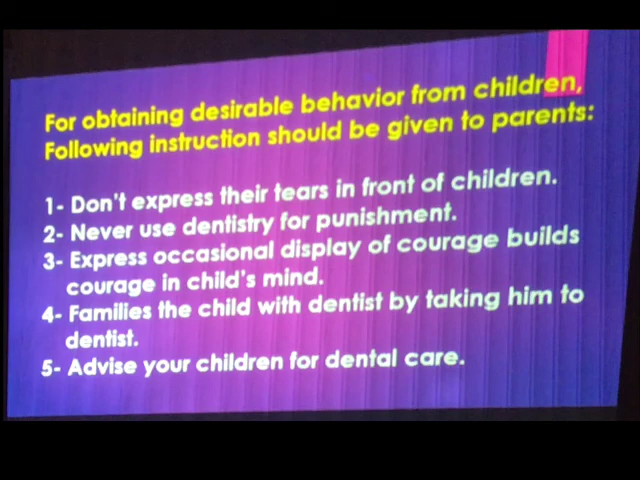 For obtaining desirable behavior from children,
Following instruction should be given to parents:
1- Don't express their tears in front of children.
2- Never use dentistry for punishment.
3- Express occasional display of courage builds
courage in child's mind.
4- Families the child with dentist by taking him to
dentist.
5- Advise your children for dental care.